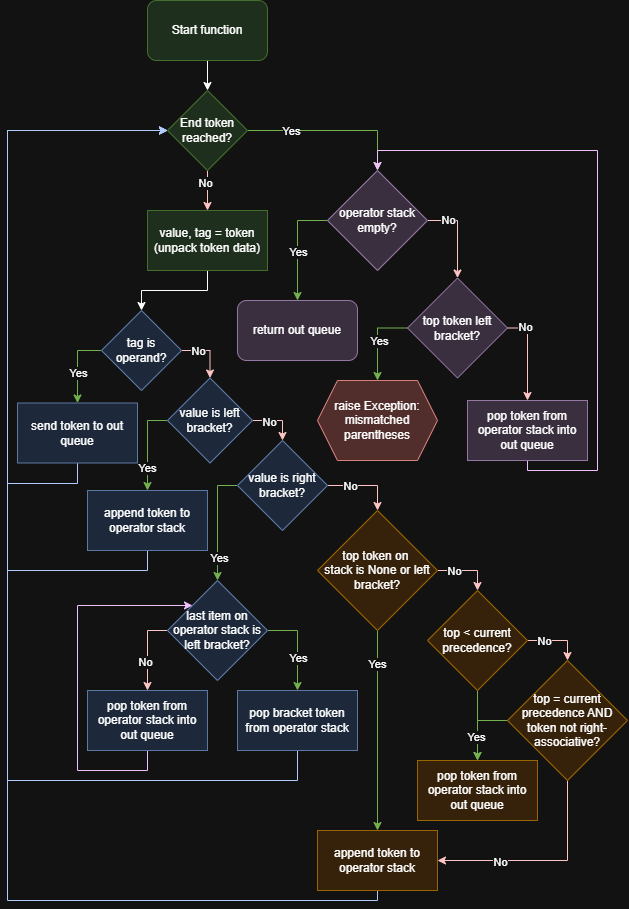 Start function
End token
reached?
Yes
No
value, tag = token
(unpack token data)
operator stack
empty?
Yes
No
return out queue
top token left
bracket?
Yes
No
raise Exception:
mismatched
parentheses
pop token from
operator stack into
out queue
tag is
operand?
Yes
No
send token to out
queue
value is left
bracket?
Yes
No
append token to
operator stack
value is right
bracket?
Yes
No
last item on
operator stack is
left bracket?
No
Yes
pop token from
operator stack into
out queue
pop bracket token
from operator stack
top token on
stack is None or left
bracket?
Yes
No
top < current
precedence?
Yes
No
top = current
precedence AND
token not right-
associative?
pop token from
operator stack into
out queue
No
append token to
operator stack